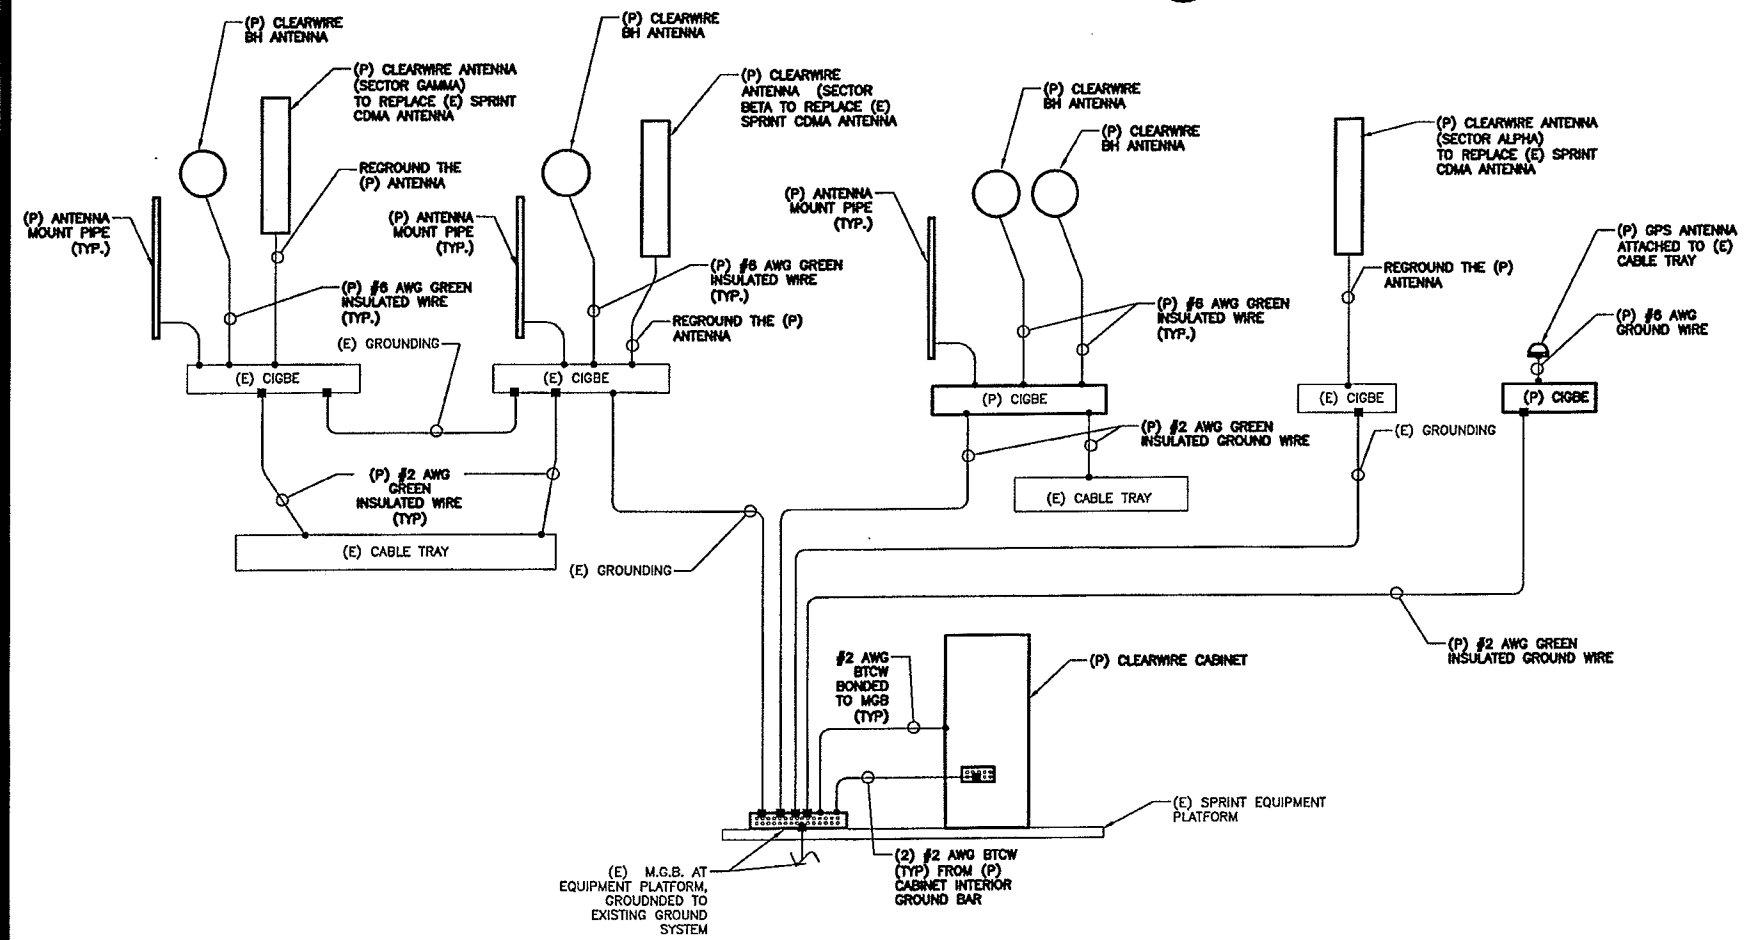 (P) CLEARWIRE
BH ANTENNA
(P) CLEARWIRE ANTENNA
(SECTOR GAMMA)
TO REPLACE (E) SPRINT
CDMA ANTENNA
REGROUND THE
(P) ANTENNA
(P) ANTENNA
MOUNT PIPE
(TYP.)
(P) #6 AWG GREEN
INSULATED WIRE
(TYP.)
(E) GROUNDING
(E) CIGBE
(P) CLEARWIRE
BH ANTENNA
(P) CLEARWIRE
ANTENNA (SECTOR
BETA TO REPLACE (E)
SPRINT CDMA ANTENNA
(P) ANTENNA
MOUNT PIPE
(TYP.)
(P) #6 AWG GREEN
INSULATED WIRE
(TYP.)
REGROUND THE (P)
ANTENNA
(E) CIGBE
(P) #2 AWG
GREEN
INSULATED WIRE
(TYP)
(E) CABLE TRAY
(E) GROUNDING
(P) CLEARWIRE
BH ANTENNA
(P) CLEARWIRE
BH ANTENNA
(P) ANTENNA
MOUNT PIPE
(TYP.)
(P) #6 AWG GREEN
INSULATED WIRE
(TYP.)
(P) CIGBE
(P) #2 AWG GREEN
INSULATED GROUND WIRE
(E) CABLE TRAY
(P) CLEARWIRE ANTENNA
(SECTOR ALPHA)
TO REPLACE (E) SPRINT
CDMA ANTENNA
REGROUND THE (P)
ANTENNA
(E) CIGBE
(E) GROUNDING
(P) GPS ANTENNA
ATTACHED TO (E)
CABLE TRAY
(P) #6 AWG
GROUND WIRE
(P) CIGBE
(P) #2 AWG GREEN
INSULATED GROUND WIRE
#2 AWG
BTCW
BONDED
TO MGB
(TYP)
(P) CLEARWIRE CABINET
(E) SPRINT EQUIPMENT
PLATFORM
(E) M.G.B. AT
EQUIPMENT PLATFORM,
GROUDNDED TO
EXISTING GROUND
SYSTEM
(2) #2 AWG BTCW
(TYP) FROM (P)
CABINET INTERIOR
GROUND BAR